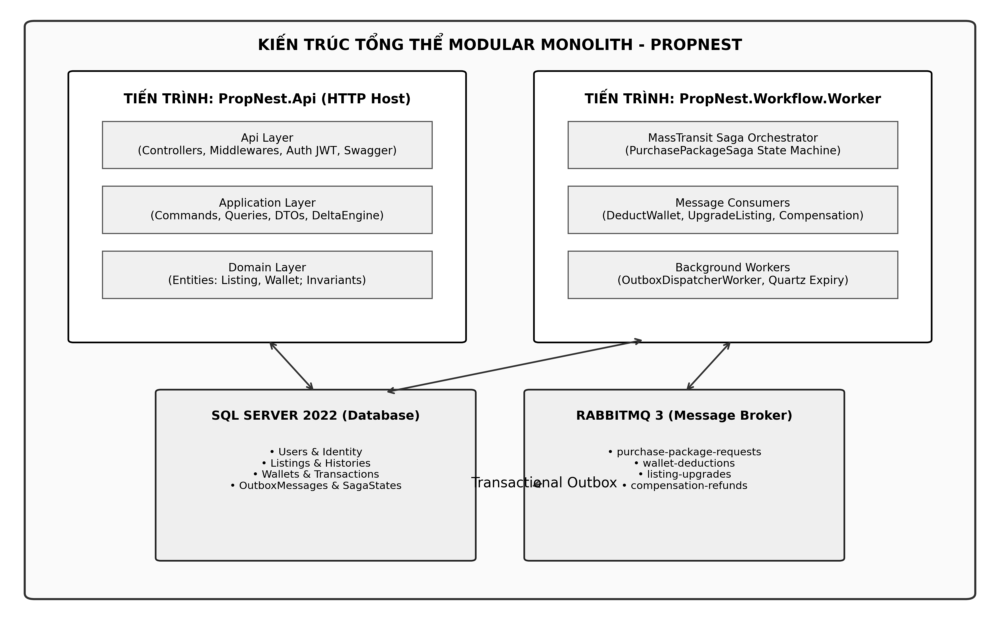 KIẾN TRÚC TỔNG THỂ MODULAR MONOLITH - PROPNEST
TIẾN TRÌNH: PropNest.Api (HTTP Host)
Api Layer
(Controllers, Middlewares, Auth JWT, Swagger)
Application Layer
(Commands, Queries, DTOs, DeltaEngine)
Domain Layer
(Entities: Listing, Wallet; Invariants)
TIẾN TRÌNH: PropNest.Workflow.Worker
MassTransit Saga Orchestrator
(PurchasePackageSaga State Machine)
Message Consumers
(DeductWallet, UpgradeListing, Compensation)
Background Workers
(OutboxDispatcherWorker, Quartz Expiry)
SQL SERVER 2022 (Database)
• Users & Identity
• Listings & Histories
• Wallets & Transactions
• OutboxMessages & SagaStates
Transactional Outbox
RABBITMQ 3 (Message Broker)
• purchase-package-requests
• wallet-deductions
• listing-upgrades
• compensation-refunds